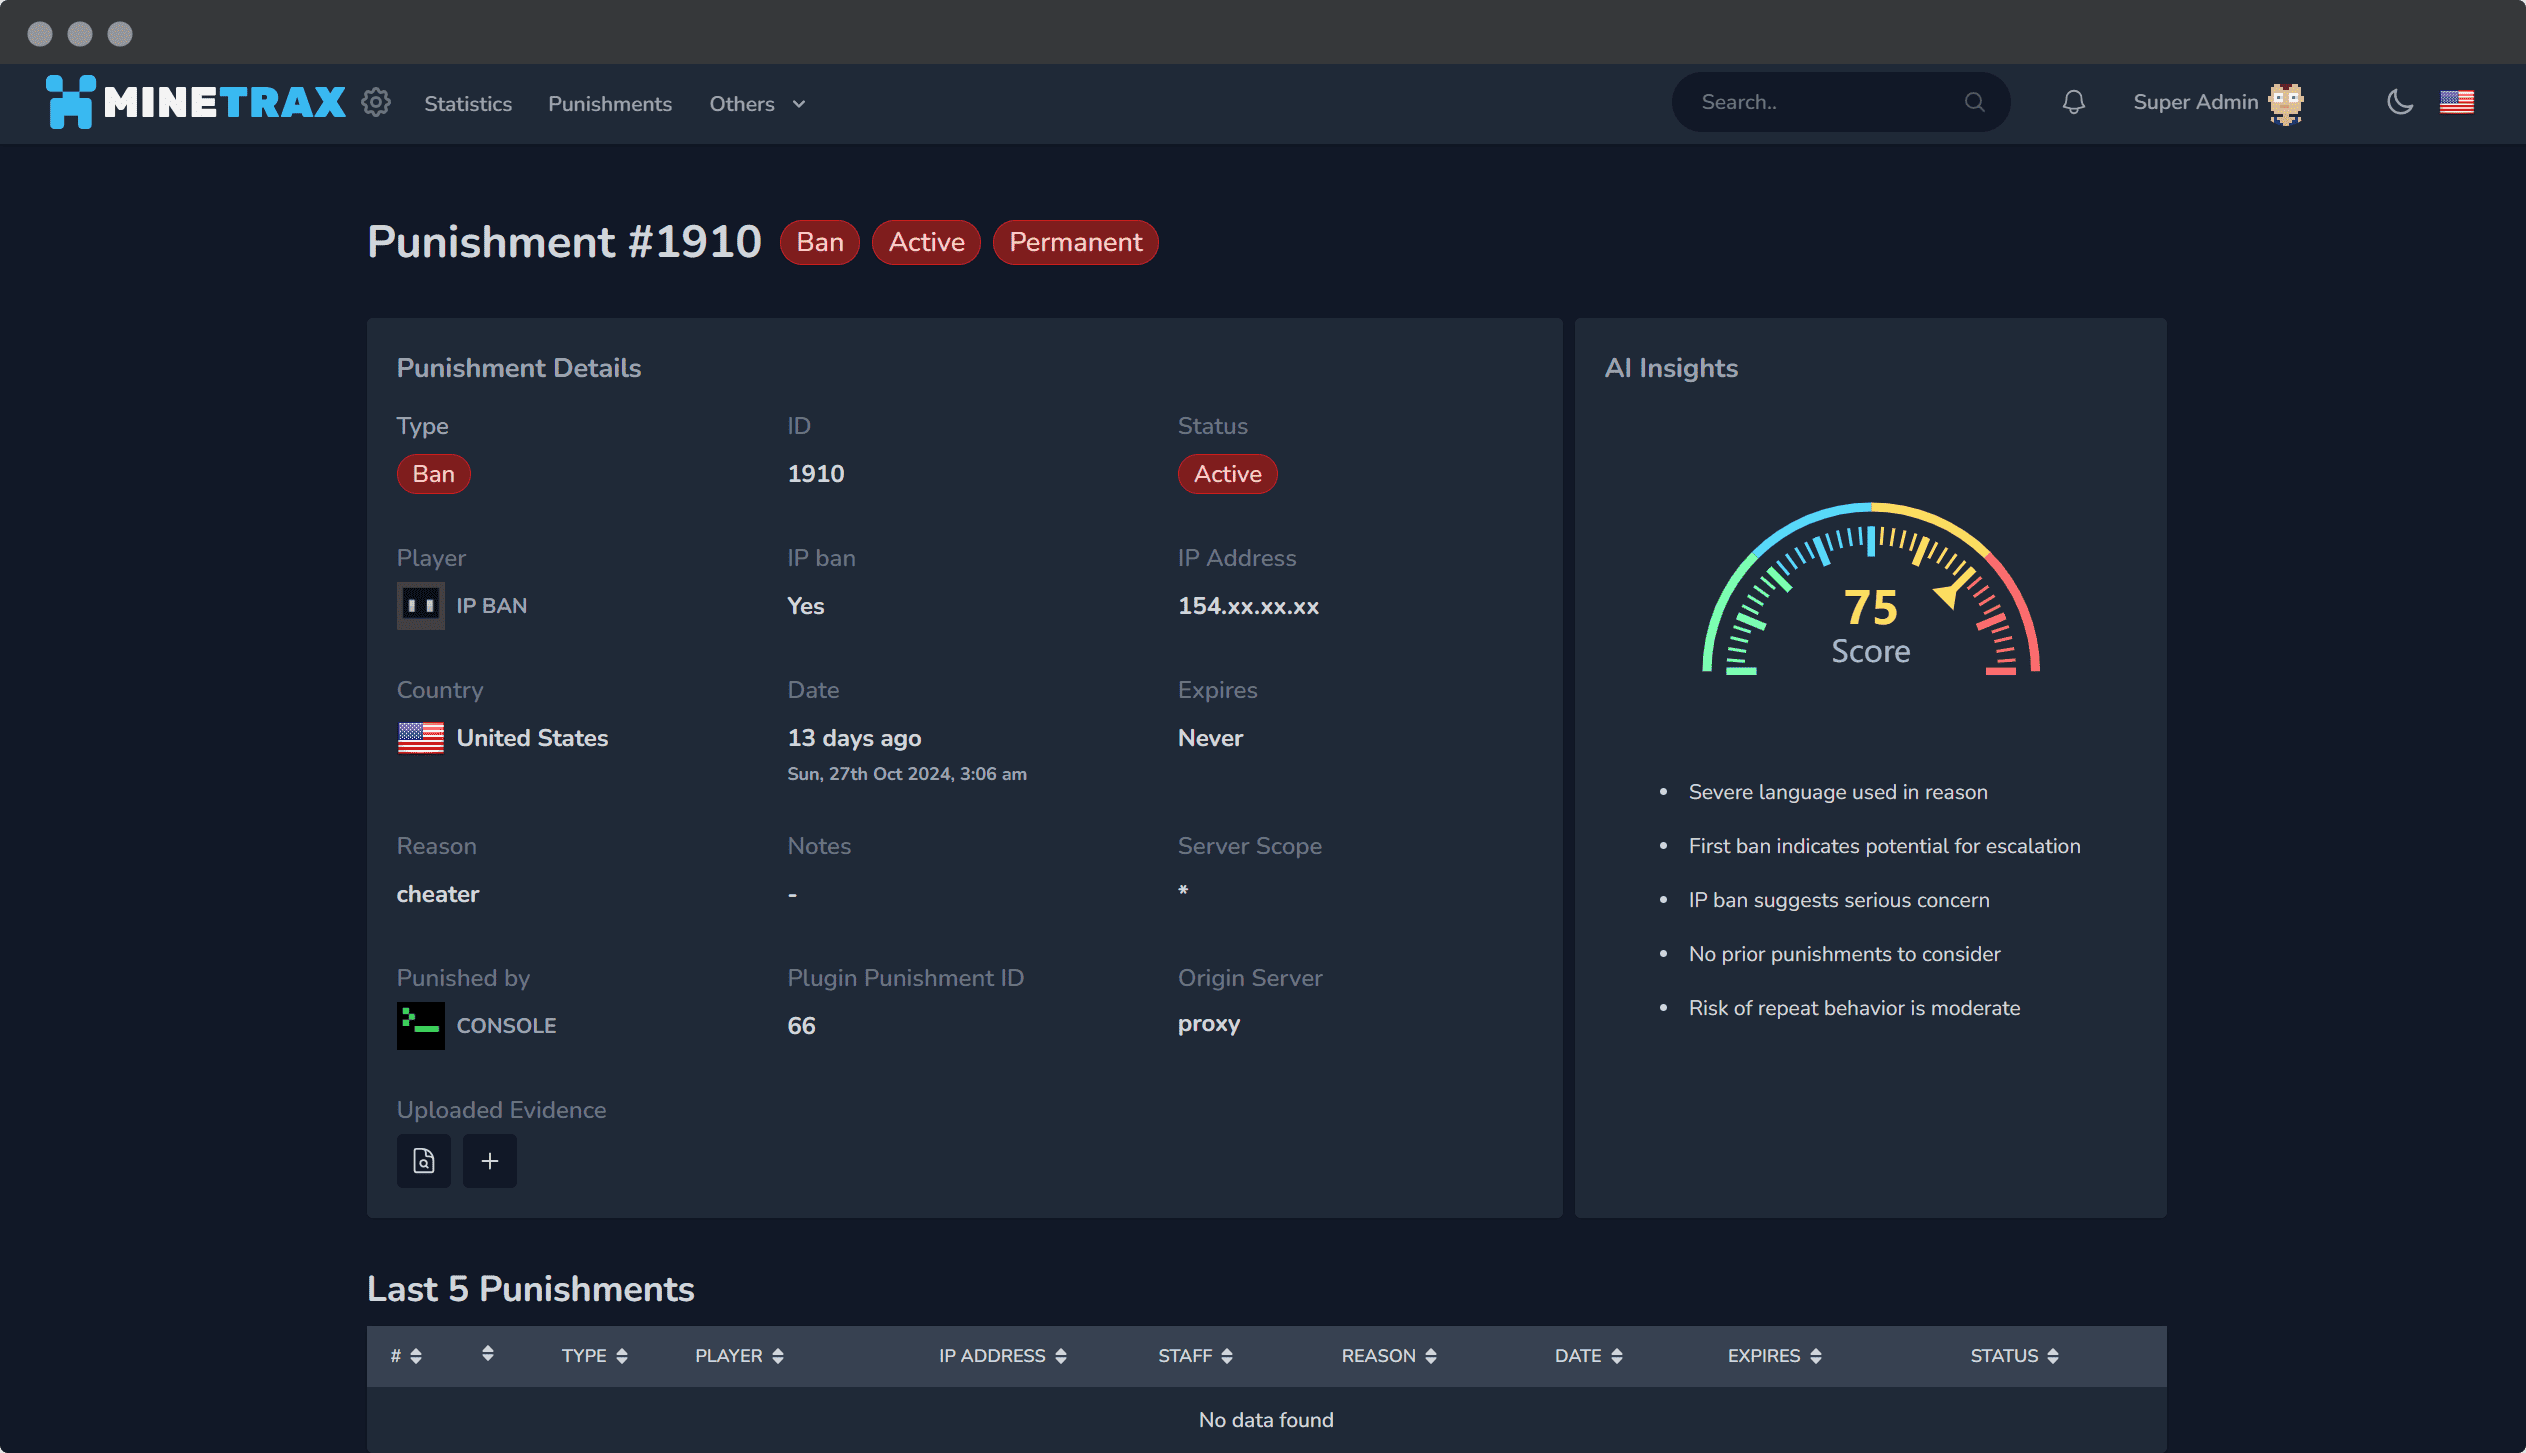 MINETRAX
Statistics
Punishments
Others
Search..
Super Admin
Punishment #1910
Ban
Active
Permanent
Punishment Details
Type
ID
Status
Ban
1910
Active
Player
IP ban
IP Address
IP BAN
Yes
154.xx.xx.xx
Country
Date
Expires
United States
13 days ago
Never
Sun, 27th Oct 2024, 3:06 am
Reason
Notes
Server Scope
cheater
-
*
Punished by
Plugin Punishment ID
Origin Server
CONSOLE
66
proxy
Uploaded Evidence
AI Insights
75
Score
Severe language used in reason
First ban indicates potential for escalation
IP ban suggests serious concern
No prior punishments to consider
Risk of repeat behavior is moderate
Last 5 Punishments
# TYPE PLAYER IP ADDRESS STAFF REASON DATE EXPIRES STATUS
No data found